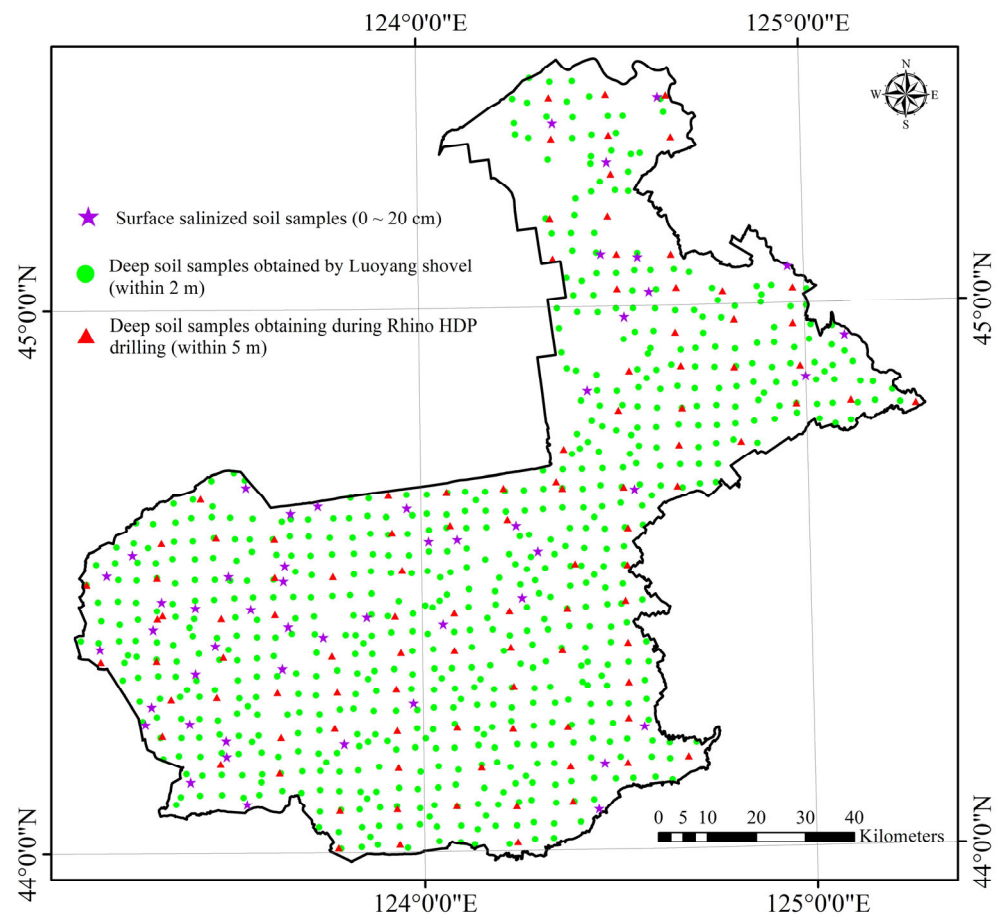 124°0'0"E 125°0'0"E
N
W E
S
Surface salinized soil samples (0 ~ 20 cm)
Deep soil samples obtained by Luoyang shovel
(within 2 m)
Deep soil samples obtaining during Rhino HDP
drilling (within 5 m)
45°0'0"N 45°0'0"N
0 5 10 20 30 40
Kilometers
44°0'0"N 44°0'0"N
124°0'0"E 125°0'0"E